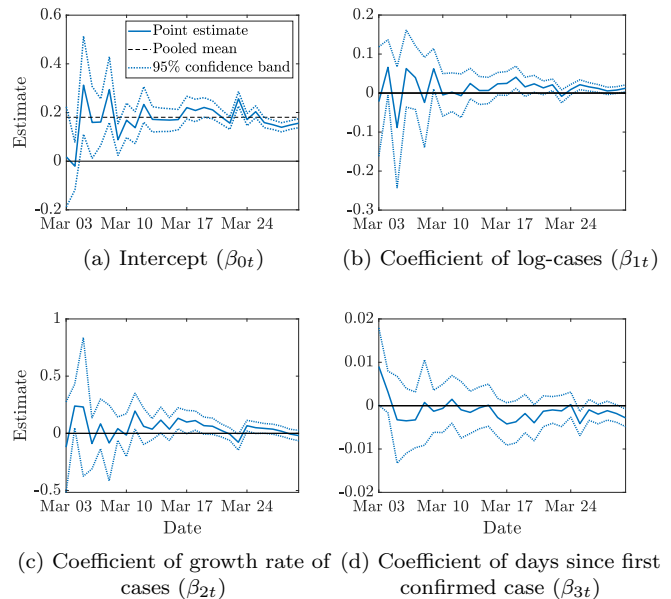 0.6
0.4
0.2
0
-0.2
Estimate
Point estimate
Pooled mean
95% confidence band
Mar 03 Mar 10 Mar 17 Mar 24
(a) Intercept (β0t)
0.2
0.1
0
-0.1
-0.2
-0.3
Mar 03 Mar 10 Mar 17 Mar 24
(b) Coefficient of log-cases (β1t)
1
0.5
0
-0.5
Estimate
Mar 03 Mar 10 Mar 17 Mar 24
Date
(c) Coefficient of growth rate of
cases (β2t)
0.02
0.01
0
-0.01
-0.02
Mar 03 Mar 10 Mar 17 Mar 24
Date
(d) Coefficient of days since first
confirmed case (β3t)